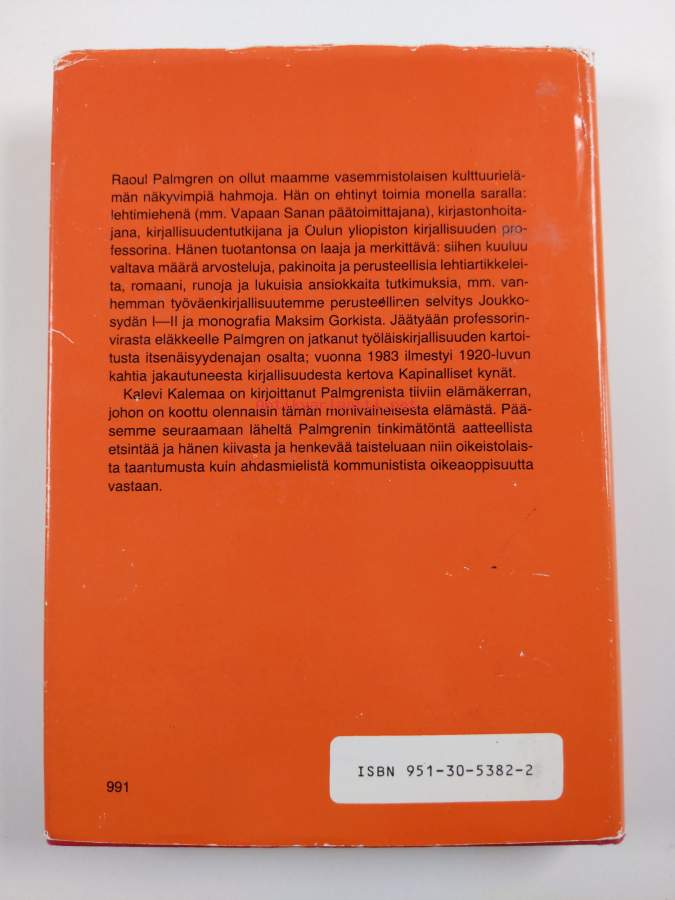 Raoul Palmgren on ollut maamme vasemmistolaisen kulttuurielä-
män näkyvimpiä hahmoja. Hän on ehtinyt toimia monella saralla:
lehtimiehenä (mm. Vapaan Sanan päätoimittajana), kirjastonhoita-
jana, kirjallisuudentutkijana ja Oulun yliopiston kirjallisuuden pro-
fessorina. Hänen tuotantonsa on laaja ja merkittävä: siihen kuuluu
valtava määrä arvosteluja, pakinoita ja perusteellisia lehtiartikkelei-
ta, romaani, runoja ja lukuisia ansiokkaita tutkimuksia, mm. van-
hemman työväenkirjallisuutemme perusteellinen selvitys Joukko-
sydän I—II ja monografia Maksim Gorkista. Jäätyään professorin-
virasta eläkkeelle Palmgren on jatkanut työläiskirjallisuuden kartoi-
tusta itsenäisyydenajan osalta; vuonna 1983 ilmestyi 1920-luvun
kahtia jakautuneesta kirjallisuudesta kertova Kapinalliset kynät.
Kalevi Kalemaa on kirjoittanut Palmgrenista tiiviin elämäkerran,
johon on koottu olennaisin tämän monivaiheisesta elämästä. Pää-
semme seuraamaan läheltä Palmgrenin tinkimätöntä aatteellista
etsintää ja hänen kiivasta ja henkevää taisteluaan niin oikeistolais-
ta taantumusta kuin ahdasmielistä kommunistista oikeaoppisuutta
vastaan.
991
ISBN 951-30-5382-2